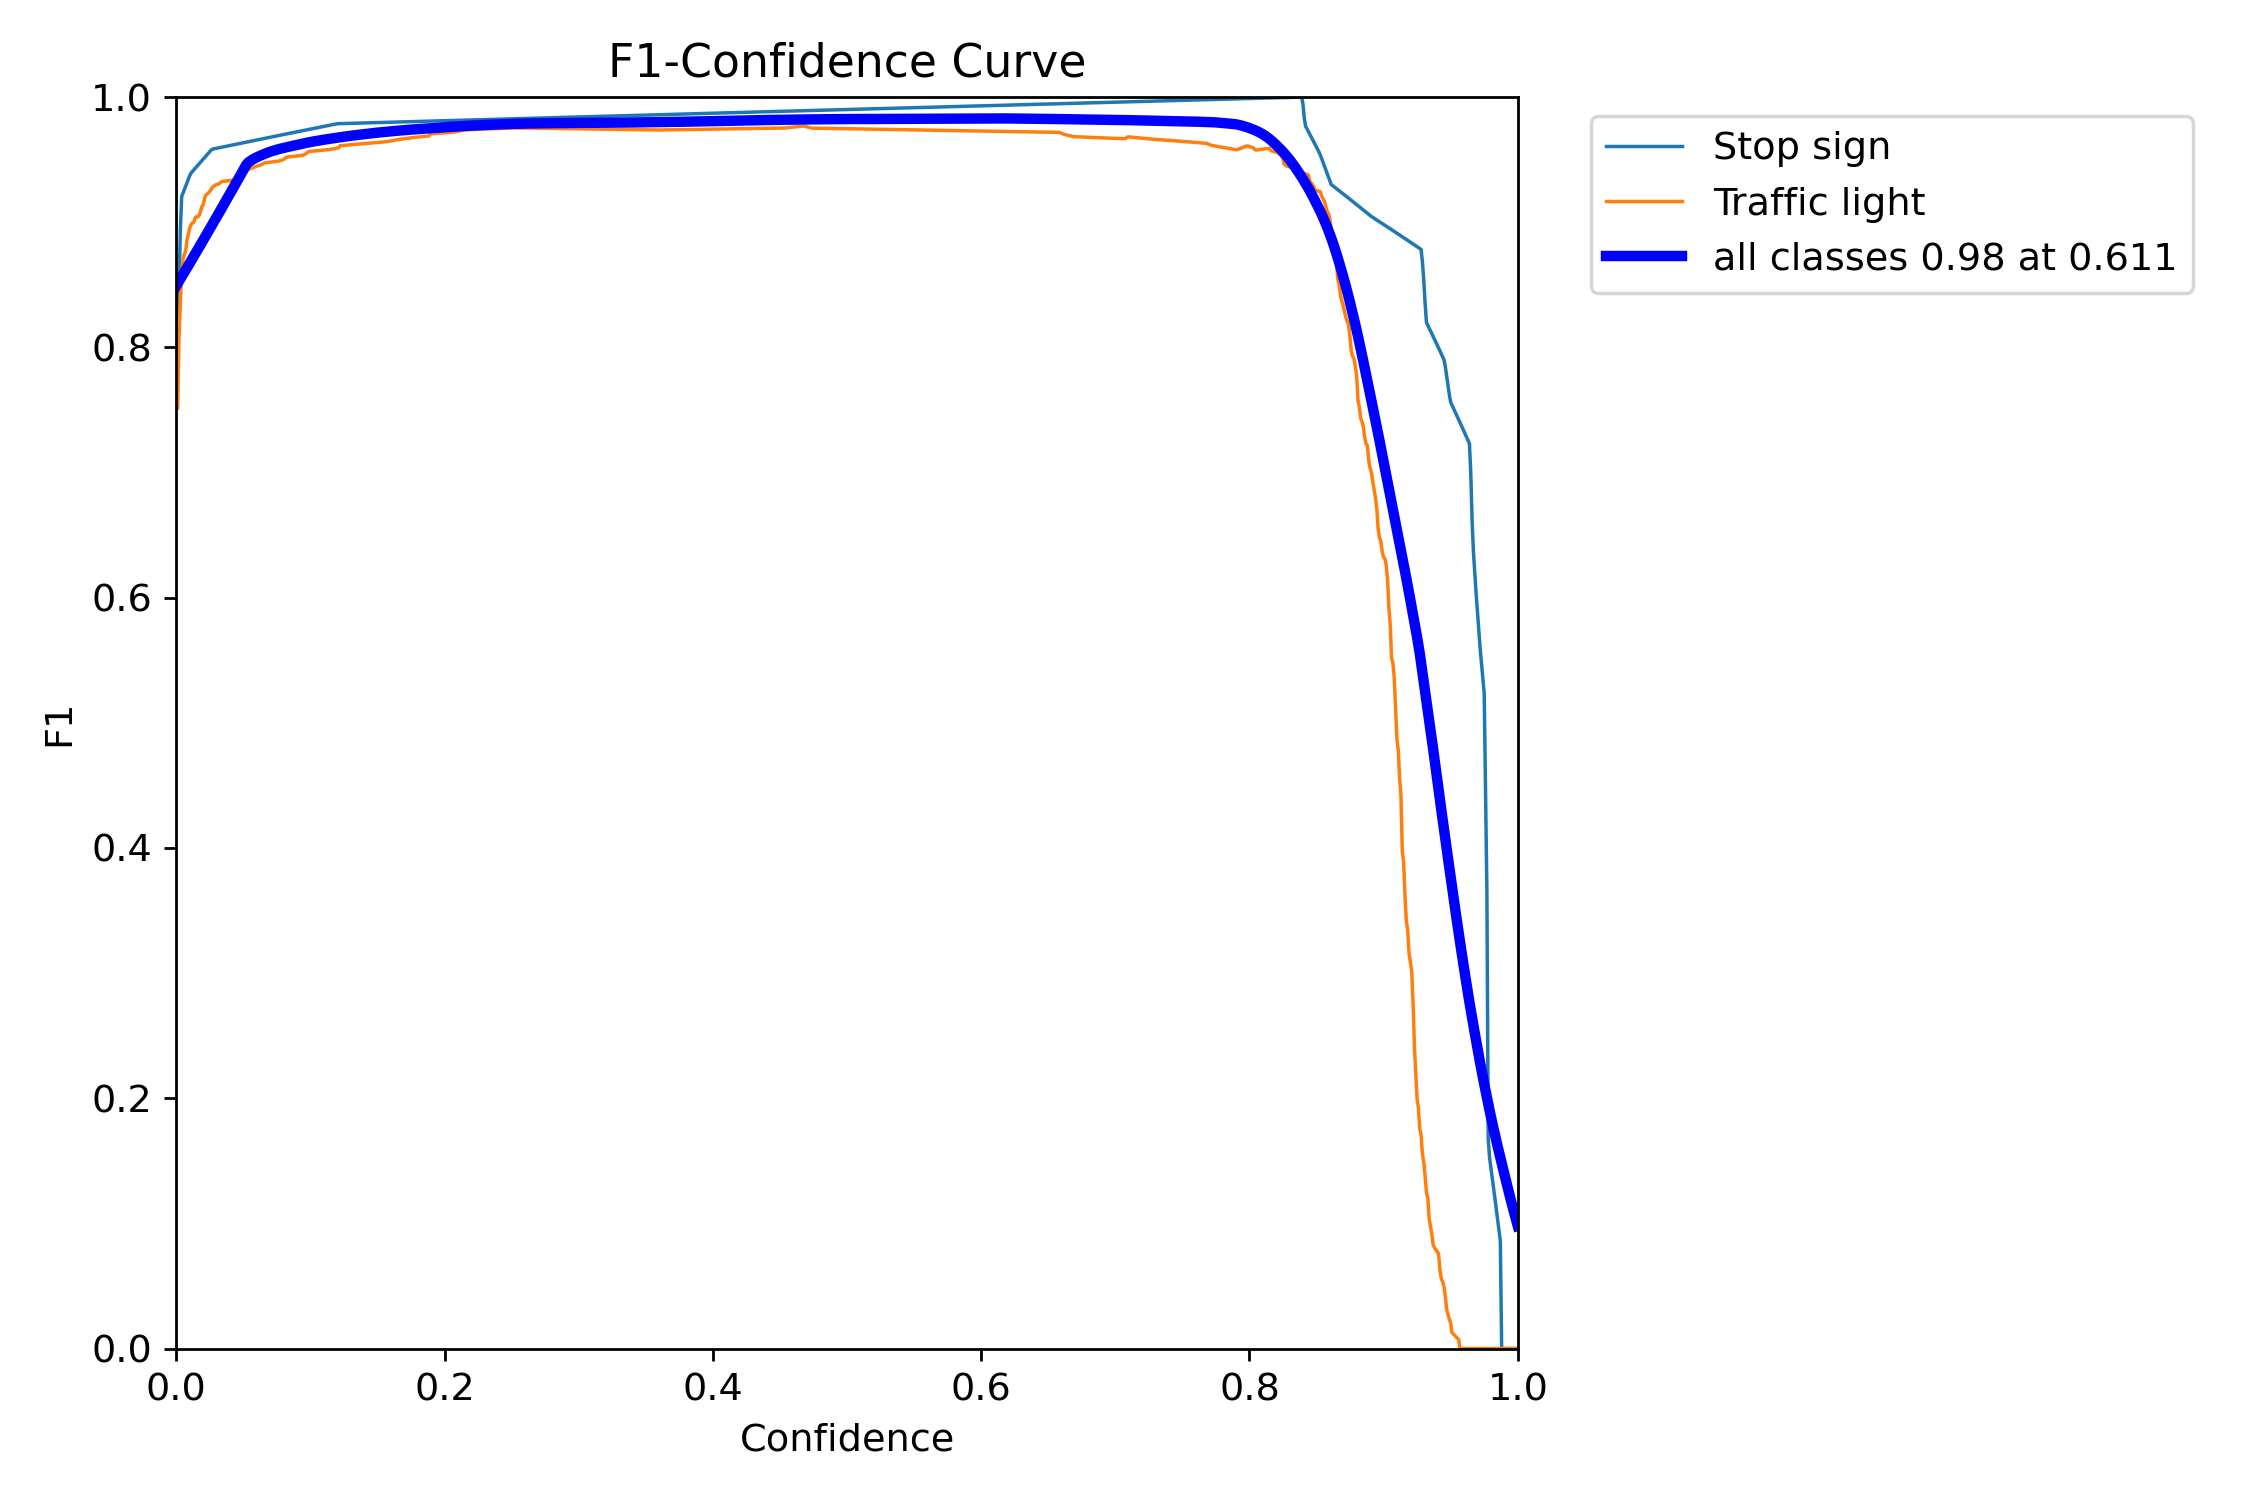 F1-Confidence Curve
1.0
0.8
0.6
0.4
0.2
0.0
F1
0.0 0.2 0.4 0.6 0.8 1.0
Confidence
Stop sign
Traffic light
all classes 0.98 at 0.611